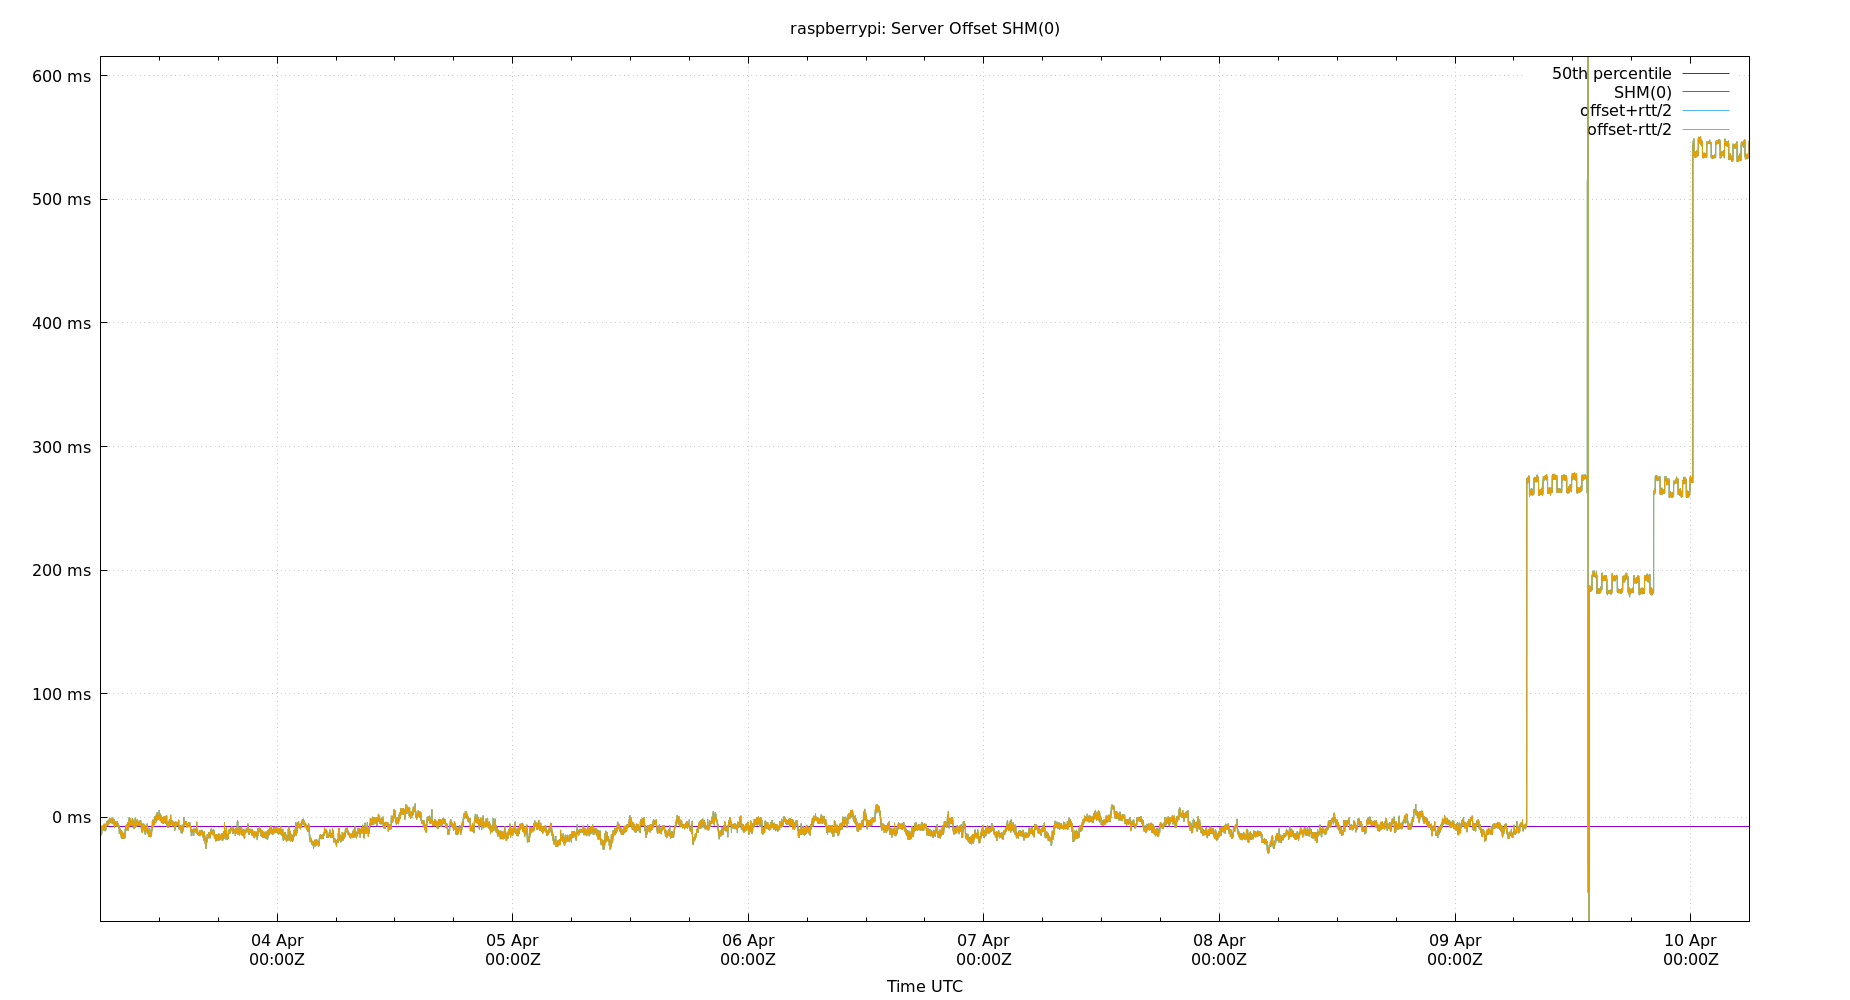 raspberrypi: Server Offset SHM(0)
600 ms
500 ms
400 ms
300 ms
200 ms
100 ms
0 ms
50th percentile
SHM(0)
offset+rtt/2
offset-rtt/2
04 Apr
00:00Z
05 Apr
00:00Z
06 Apr
00:00Z
07 Apr
00:00Z
08 Apr
00:00Z
09 Apr
00:00Z
10 Apr
00:00Z
Time UTC